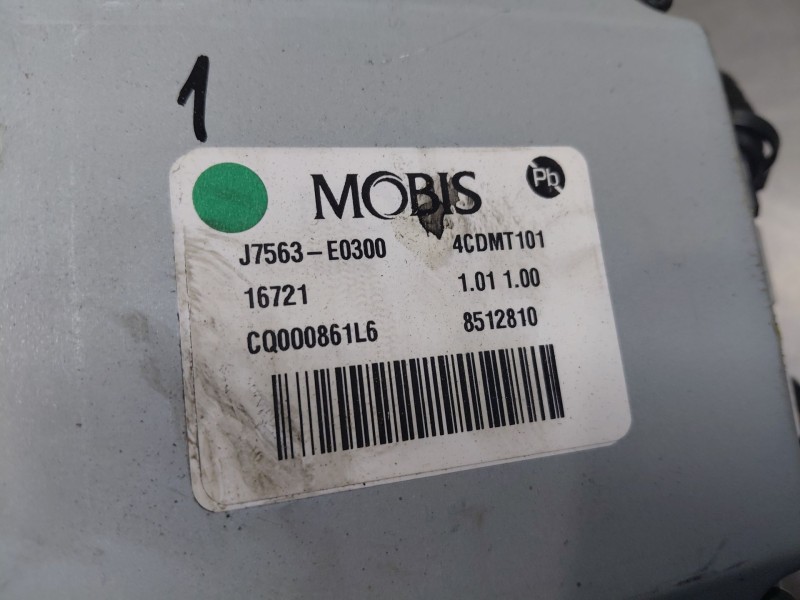 1
MOBIS Pb
J7563-E0300 4CDMT101
16721 1.01 1.00
CQ000861L6 8512810